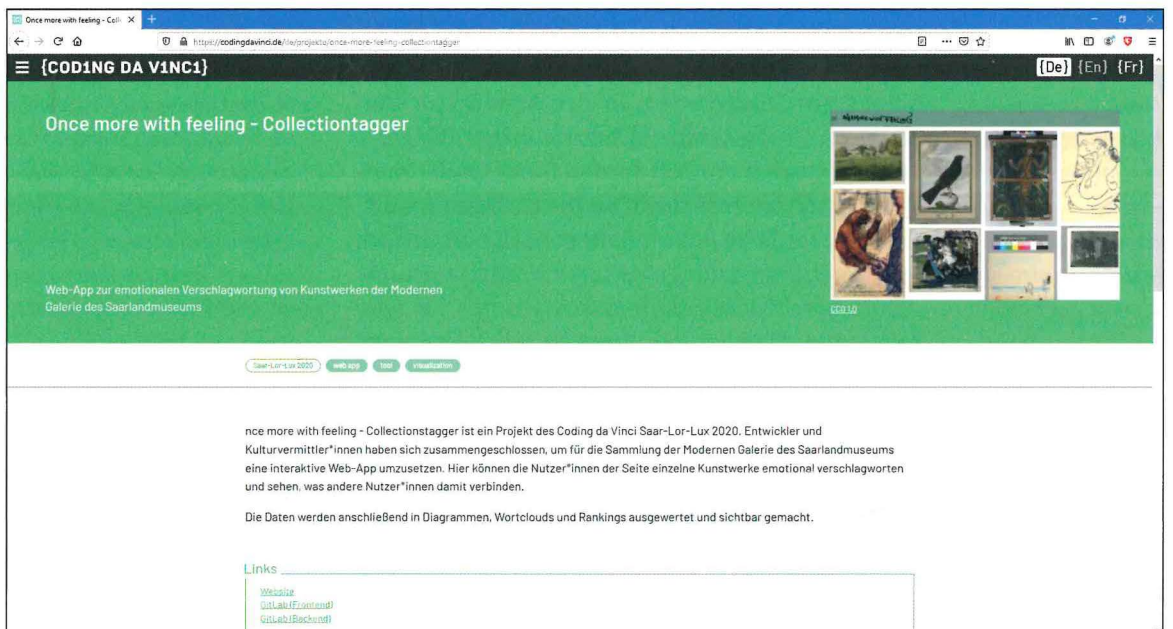 Once more with feeling - Coll
https://codingdavinci.de/de/projekte/once-more-feeling-collectiontagger
{COD1NG DA V1NC1}
{De} {En} {Fr}
Once more with feeling - Collectiontagger
Web-App zur emotionalen Verschlagwortung von Kunstwerken der Modernen
Galerie des Saarlandmuseums
CC0 1.0
Saar-Lor-Lux 2020 web app tool visualization
nce more with feeling - Collectionstagger ist ein Projekt des Coding da Vinci Saar-Lor-Lux 2020. Entwickler und
Kulturvermittler*innen haben sich zusammengeschlossen, um für die Sammlung der Modernen Galerie des Saarlandmuseums
eine interaktive Web-App umzusetzen. Hier können die Nutzer*innen der Seite einzelne Kunstwerke emotional verschlagworten
und sehen, was andere Nutzer*innen damit verbinden.
Die Daten werden anschließend in Diagrammen, Wortclouds und Rankings ausgewertet und sichtbar gemacht.
Links
Website
GitLab (Frontend)
GitLab (Backend)